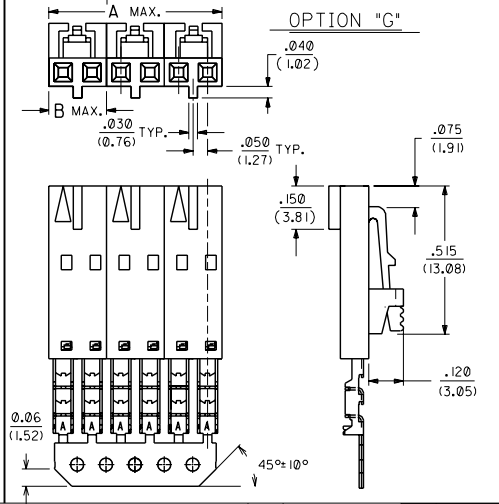 A MAX.
OPTION "G"
.040
(1.02)
B MAX.
.030 TYP.
(0.76)
.050 TYP.
(1.27)
.075
(1.91)
.150
(3.81)
.515
(13.08)
.120
(3.05)
A A A A A A
0.06
(1.52)
45°±10°